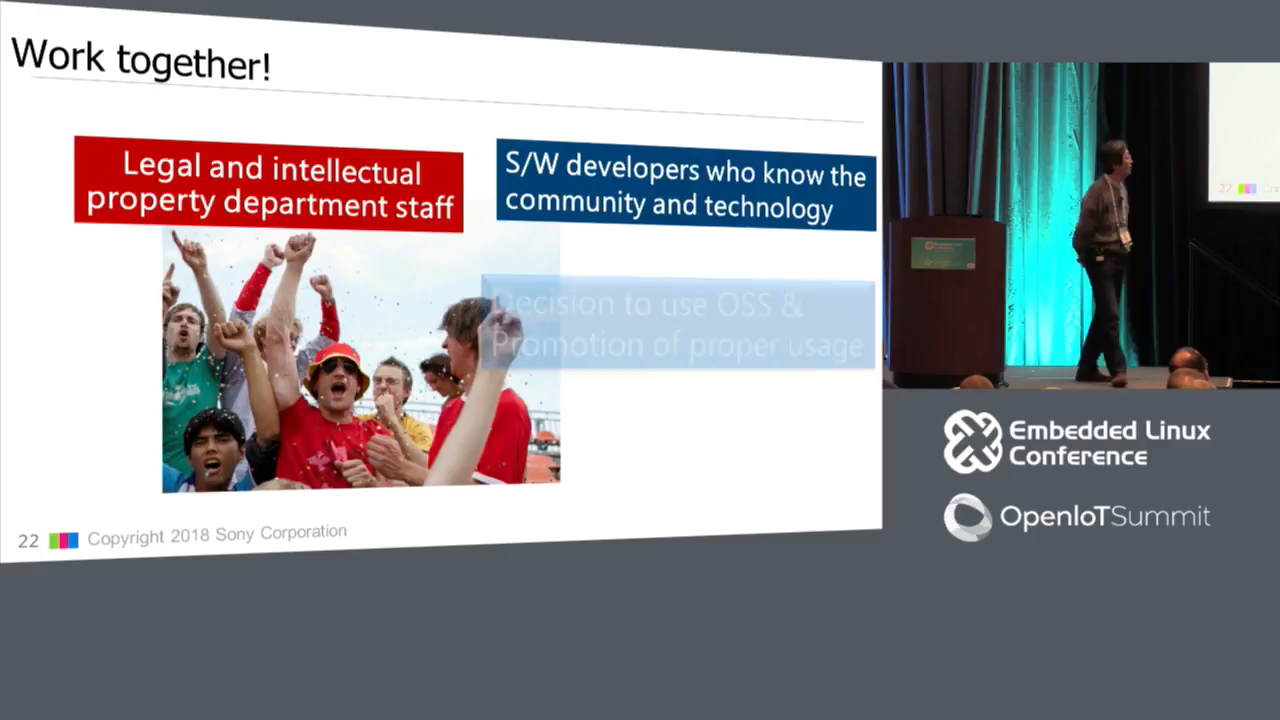 Work together!
Legal and intellectual
property department staff
S/W developers who know the
community and technology
Decision to use OSS &
Promotion of proper usage
22
Copyright 2018 Sony Corporation
22
Embedded Linux
Conference
OpenIoTSummit